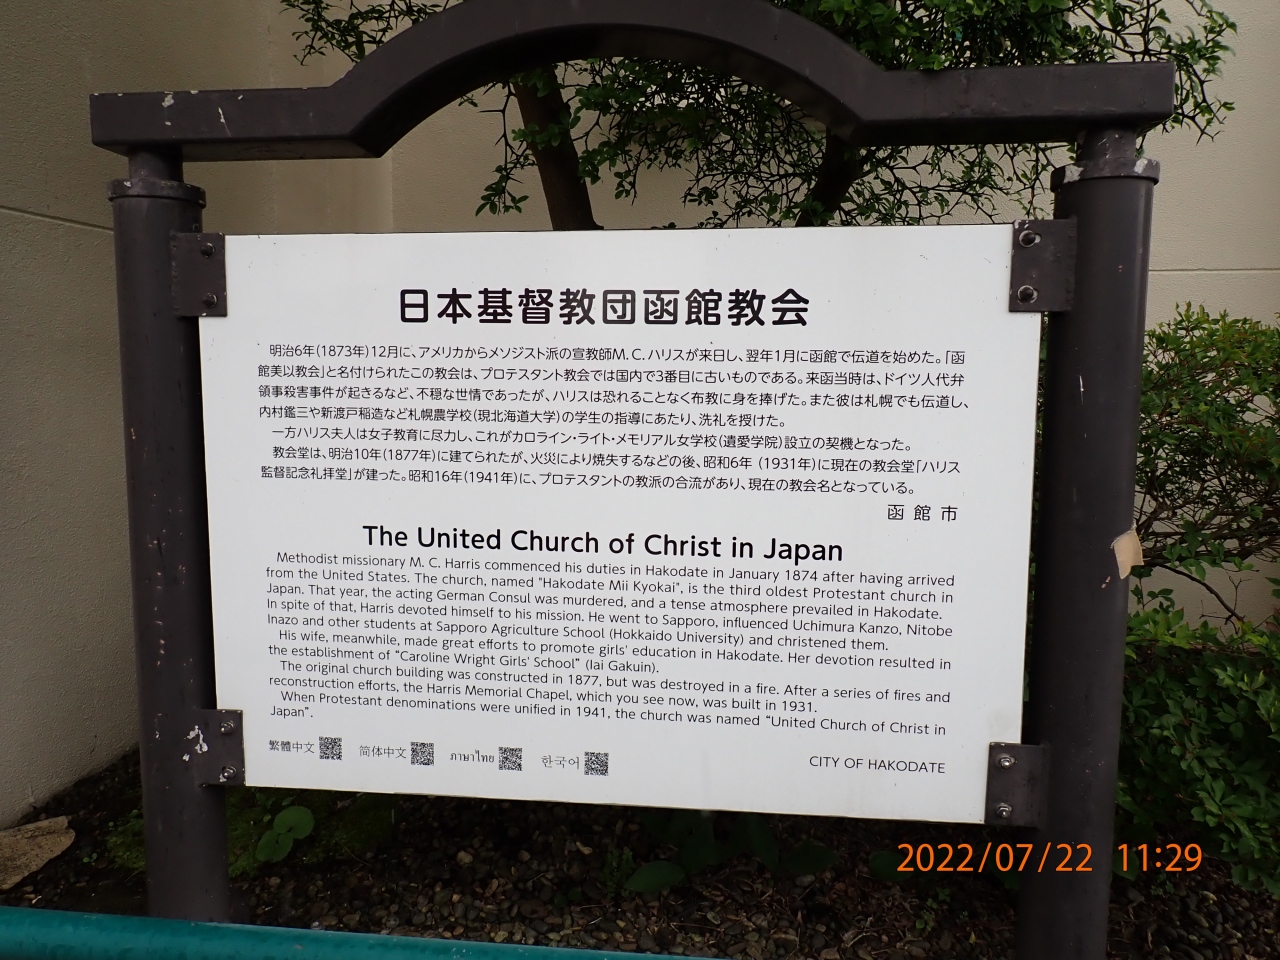 日本基督教団函館教会
明治6年(1873年)12月に、アメリカからメソジスト派の宣教師M.C.ハリスが来日し、翌年1月に函館で伝道を始めた。「函
館美以教会」と名付けられたこの教会は、プロテスタント教会では国内で3番目に古いものである。来函当時は、ドイツ人代弁
領事殺害事件が起きるなど、不穏な世情であったが、ハリスは恐れることなく布教に身を捧げた。また彼は札幌でも伝道し、
内村鑑三や新渡戸稲造など札幌農学校(現北海道大学)の学生の指導にあたり、洗礼を授けた。
一方ハリス夫人は女子教育に尽力し、これがカロライン・ライト・メモリアル女学校(遺愛学院)設立の契機となった。
教会堂は、明治10年(1877年)に建てられたが、火災により焼失するなどの後、昭和6年(1931年)に現在の教会堂「ハリス
監督記念礼拝堂」が建った。昭和16年(1941年)に、プロテスタントの教派の合流があり、現在の教会名となっている。
函館市
The United Church of Christ in Japan
Methodist missionary M. C. Harris commenced his duties in Hakodate in January 1874 after having arrived
from the United States. The church, named "Hakodate Mii Kyokai", is the third oldest Protestant church in
Japan. That year, the acting German Consul was murdered, and a tense atmosphere prevailed in Hakodate.
In spite of that, Harris devoted himself to his mission. He went to Sapporo, influenced Uchimura Kanzo, Nitobe
Inazo and other students at Sapporo Agriculture School (Hokkaido University) and christened them.
His wife, meanwhile, made great efforts to promote girls' education in Hakodate. Her devotion resulted in
the establishment of "Caroline Wright Girls' School" (Iai Gakuin).
The original church building was constructed in 1877, but was destroyed in a fire. After a series of fires and
reconstruction efforts, the Harris Memorial Chapel, which you see now, was built in 1931.
When Protestant denominations were unified in 1941, the church was named "United Church of Christ in
Japan".
繁體中文 简体中文 ภาษาไทย 한국어
CITY OF HAKODATE
2022/07/22 11:29